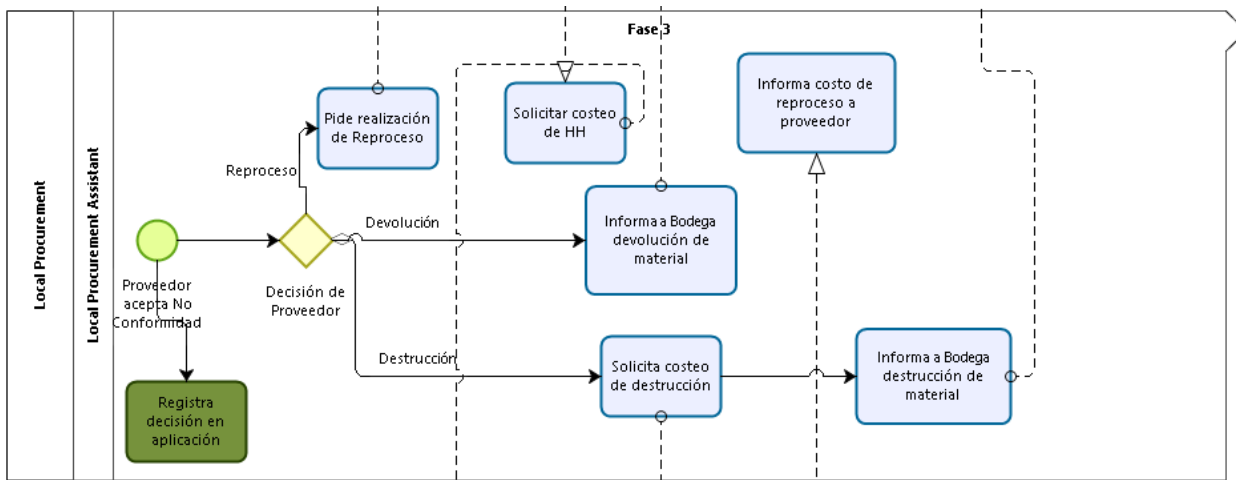 Local Procurement
Local Procurement Assistant
Fase 3
Pide realización
de Reproceso
Solicitar costeo
de HH
Informa costo de
reproceso a
proveedor
Reproceso
Devolución
Informa a Bodega
devolución de
material
Proveedor
acepta No
Conformidad
Decisión de
Proveedor
Destrucción
Solicita costeo
de destrucción
Informa a Bodega
destrucción de
material
Registra
decisión en
aplicación